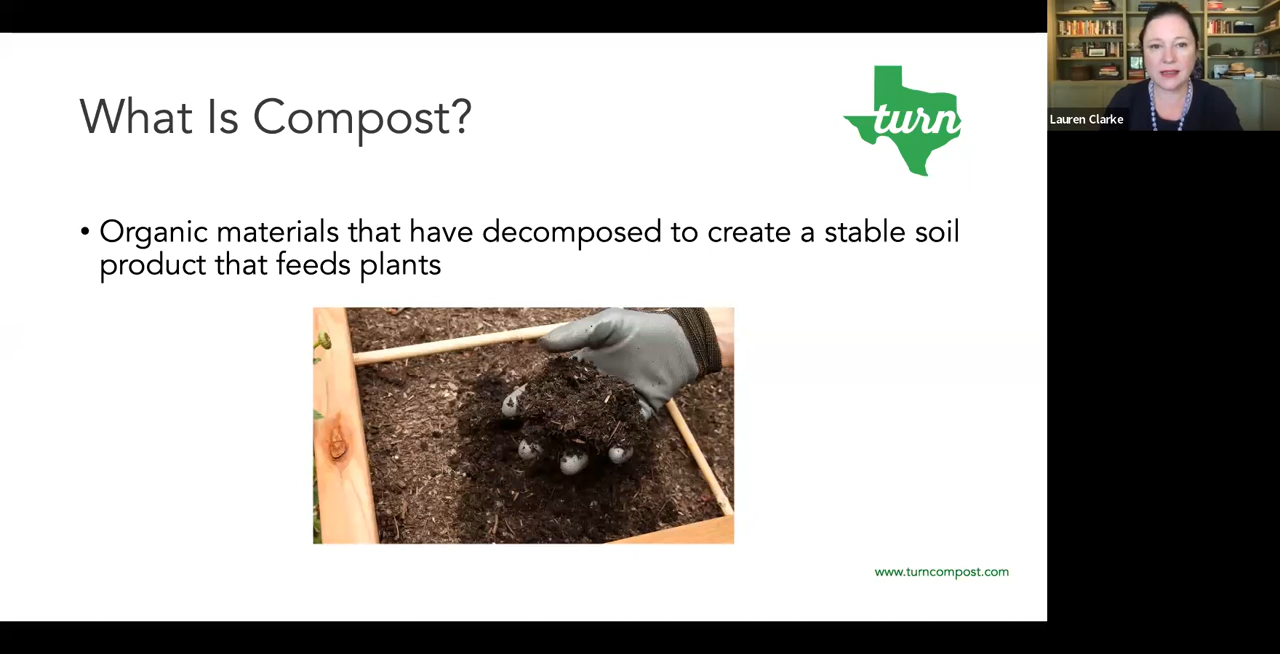 What Is Compost?
turn
• Organic materials that have decomposed to create a stable soil
product that feeds plants
www.turncompost.com
Lauren Clarke